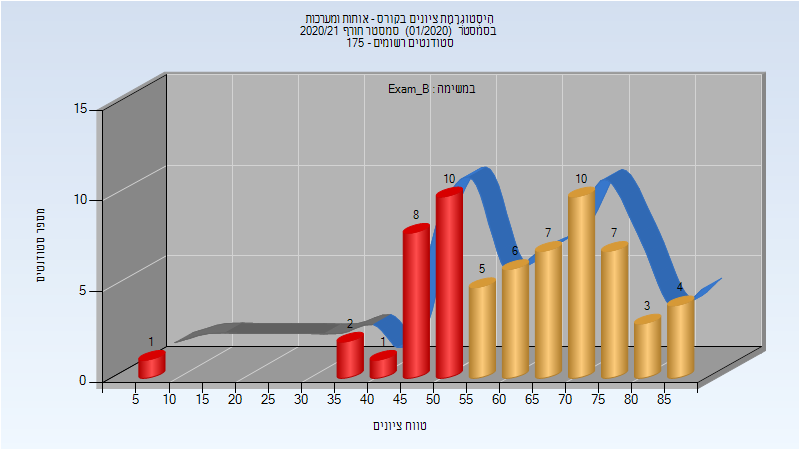 היסטוגרמת ציונים בקורס - אותות ומערכות
בסמסטר (01/2020) סמסטר חורף 2020/21
סטודנטים רשומים - 175
במשימה : Exam_B
15
10
5
0
מספר סטודנטים
1
2
1
8
10
5
6
7
10
7
3
4
5 10 15 20 25 30 35 40 45 50 55 60 65 70 75 80 85
טווח ציונים